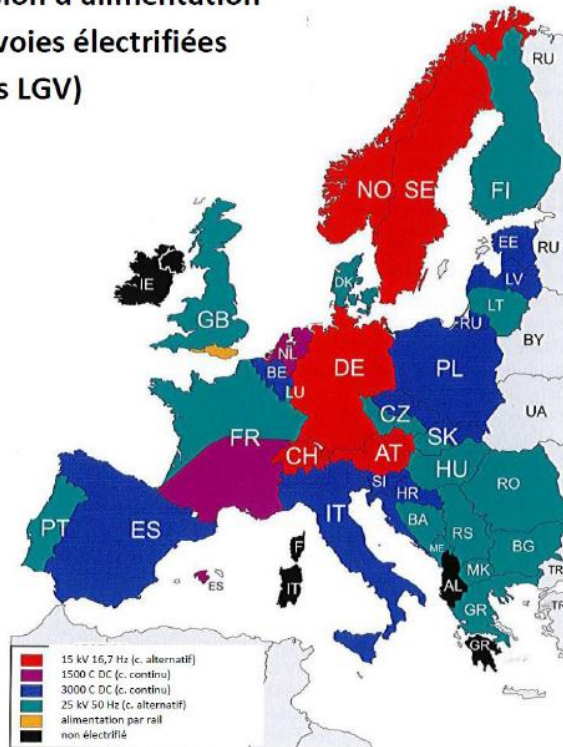 sion d'alimentation
voies électrifiées
s LGV)
RU
NO SE
FI
EE
RU
LV
DK
LT
IE
GB
RU
BY
NL
BE
DE
PL
LU
UA
CZ
FR
SK
CH
AT
HU
SI
RO
HR
PT
ES
IT
BA
RS
ME
BG
F
MK
TR
IT
AL
ES
GR
TR
GR
15 kV 16,7 Hz (c. alternatif)
1500 C DC (c. continu)
3000 C DC (c. continu)
25 kV 50 Hz (c. alternatif)
alimentation par rail
non électrifié